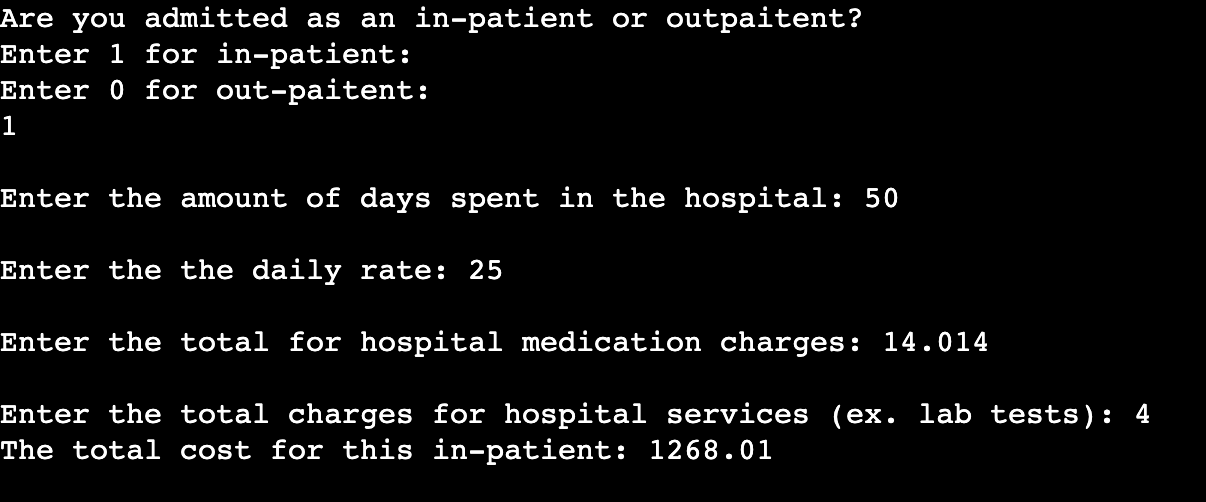 Are you admitted as an in-patient or outpaitent?
Enter 1 for in-patient:
Enter 0 for out-paitent:
1
Enter the amount of days spent in the hospital: 50
Enter the the daily rate: 25
Enter the total for hospital medication charges: 14.014
Enter the total charges for hospital services (ex. lab tests): 4
The total cost for this in-patient: 1268.01